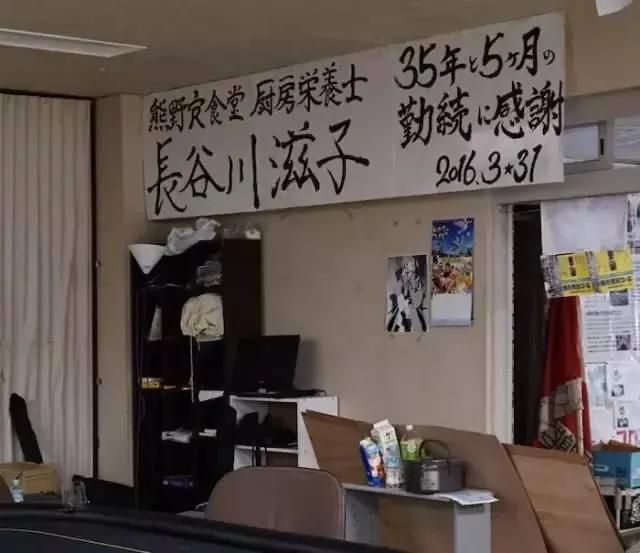 熊野寮食堂 厨房栄養士
長谷川滋子
35年と5ヶ月の
勤続に感謝
2016.3★31